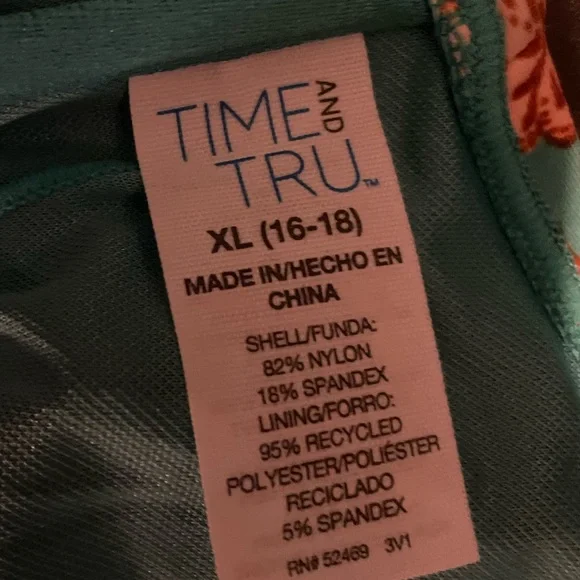 TIME AND
TRU™
XL (16-18)
MADE IN/HECHO EN
CHINA
SHELL/FUNDA:
82% NYLON
18% SPANDEX
LINING/FORRO:
95% RECYCLED
POLYESTER/POLIÉSTER
RECICLADO
5% SPANDEX
RN# 52469 3V1